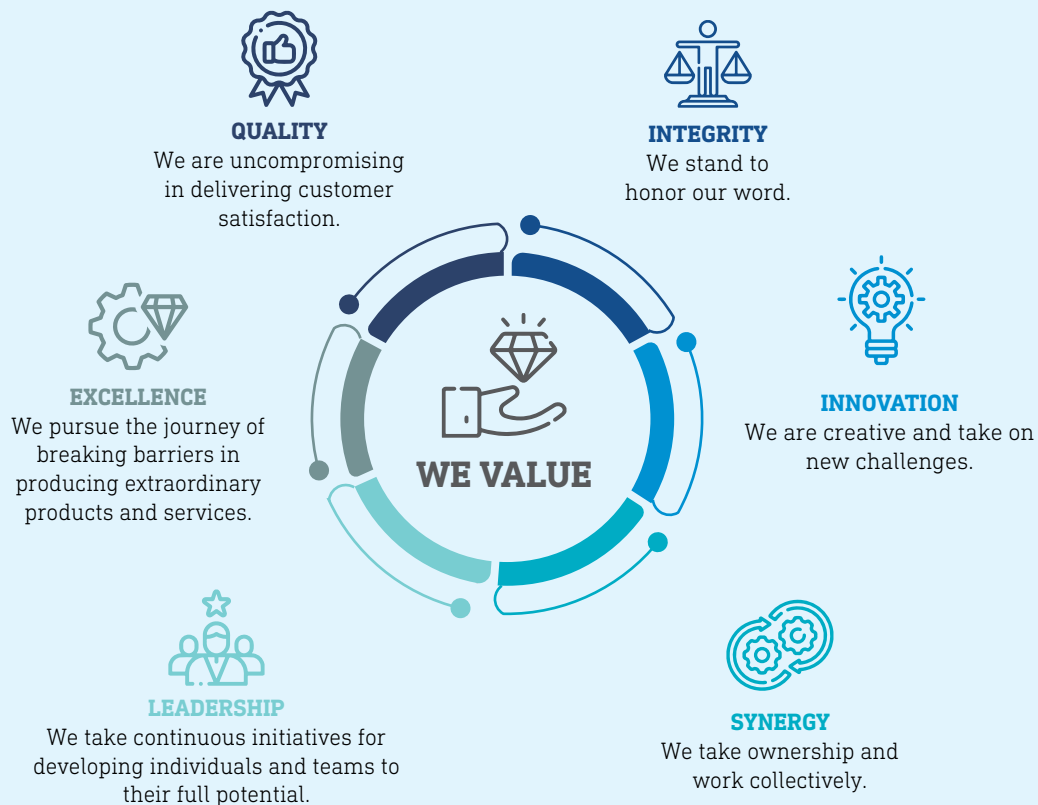 QUALITY
We are uncompromising
in delivering customer
satisfaction.
INTEGRITY
We stand to
honor our word.
EXCELLENCE
We pursue the journey of
breaking barriers in
producing extraordinary
products and services.
WE VALUE
INNOVATION
We are creative and take on
new challenges.
LEADERSHIP
We take continuous initiatives for
developing individuals and teams to
their full potential.
SYNERGY
We take ownership and
work collectively.